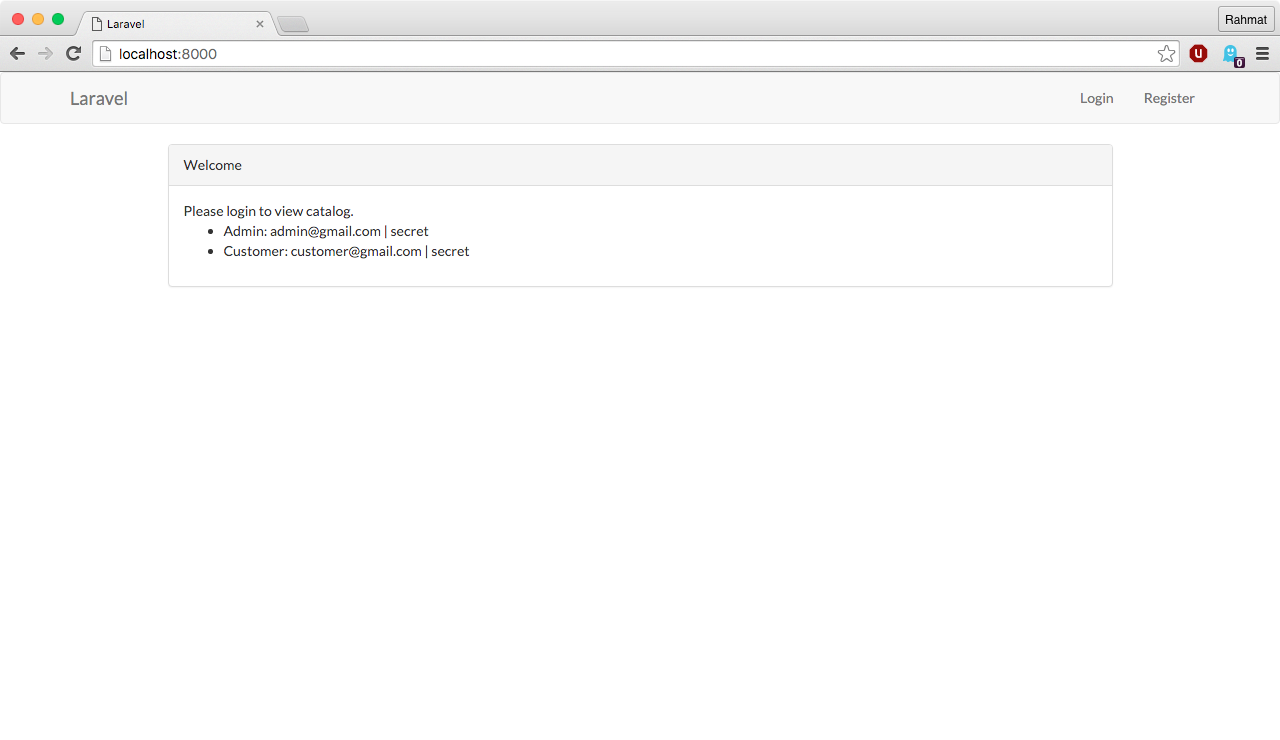 Laravel
Rahmat
localhost:8000
0
Laravel
Login Register
Welcome
Please login to view catalog.
Admin: admin@gmail.com | secret
Customer: customer@gmail.com | secret